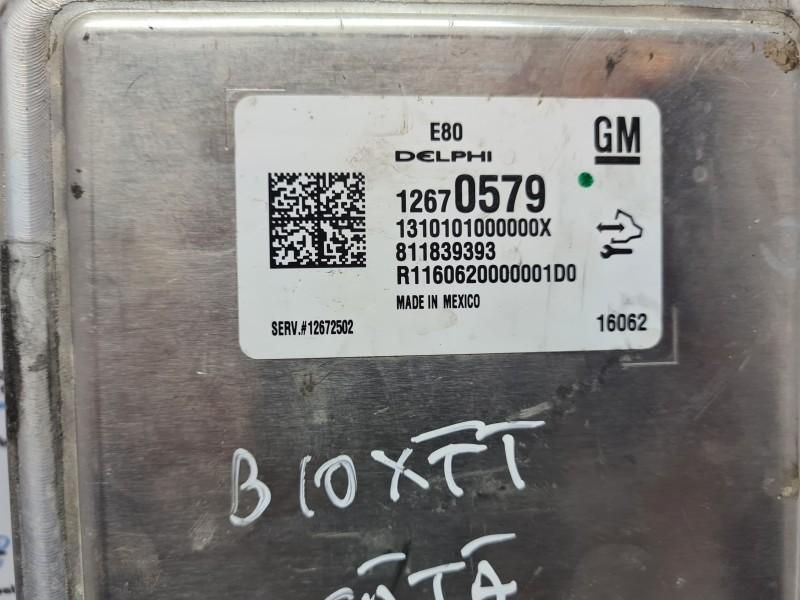 E80
GM
DELPHI
12670579
1310101000000X
811839393
R1160620000001D0
MADE IN MEXICO
SERV.#12672502
16062
B10XFT